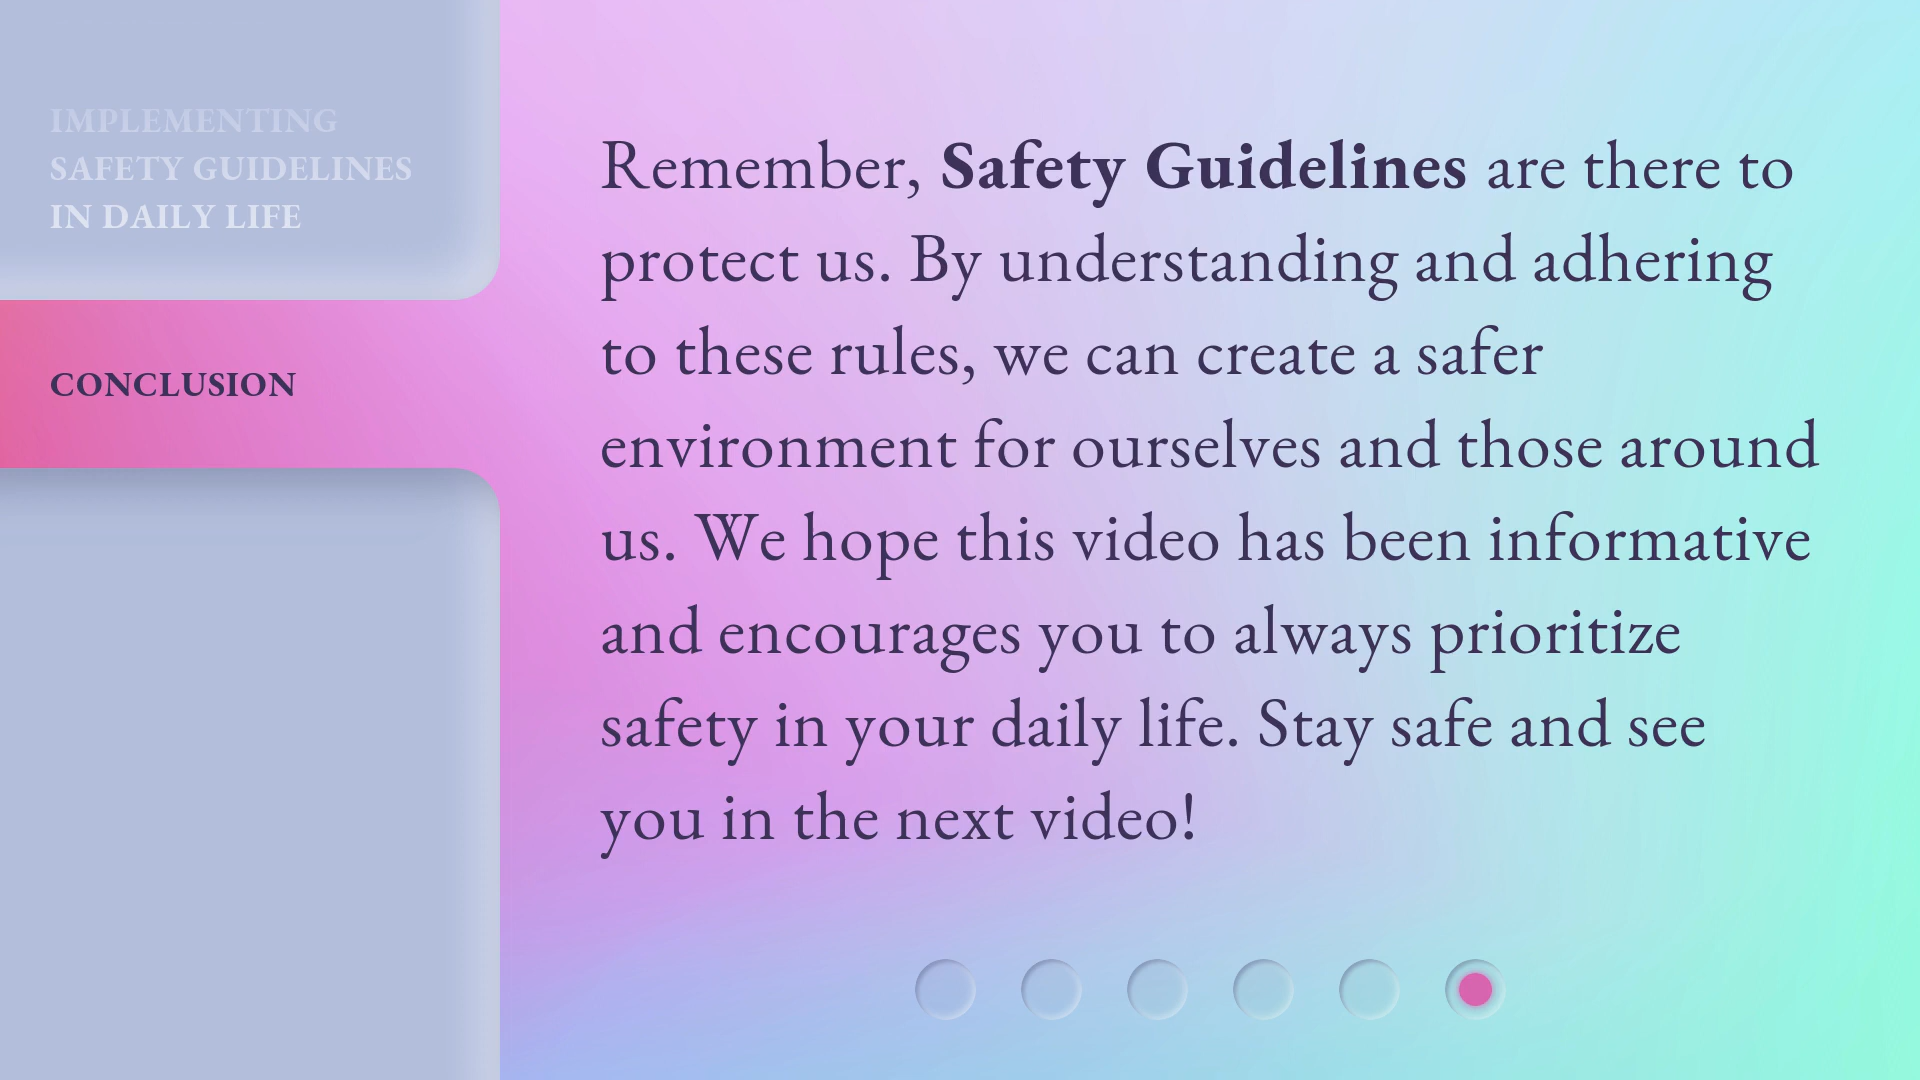 IMPLEMENTING
SAFETY GUIDELINES
IN DAILY LIFE
CONCLUSION
Remember, Safety Guidelines are there to
protect us. By understanding and adhering
to these rules, we can create a safer
environment for ourselves and those around
us. We hope this video has been informative
and encourages you to always prioritize
safety in your daily life. Stay safe and see
you in the next video!